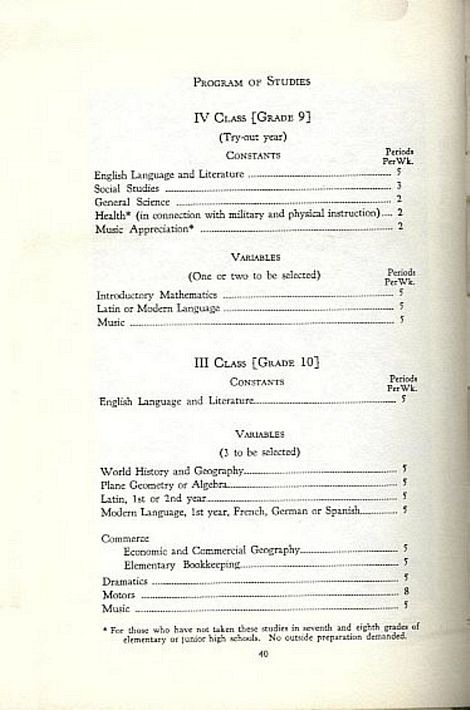 Program of Studies
IV Class [Grade 9]
(Try-out year)
Constants
Periods
Per Wk.
English Language and Literature ........ 5
Social Studies ........ 3
General Science ........ 2
Health* (in connection with military and physical instruction).... 2
Music Appreciation* ........ 2
Variables
(One or two to be selected)
Periods
Per Wk.
Introductory Mathematics ........ 5
Latin or Modern Language ........ 5
Music ........ 5
III Class [Grade 10]
Constants
Periods
Per Wk.
English Language and Literature........ 5
Variables
(3 to be selected)
World History and Geography........ 5
Plane Geometry or Algebra........ 5
Latin, 1st or 2nd year........ 5
Modern Language, 1st year, French, German or Spanish........ 5
Commerce
Economic and Commercial Geography........ 5
Elementary Bookkeeping........ 5
Dramatics ........ 5
Motors ........ 8
Music ........ 5
* For those who have not taken these studies in seventh and eighth grades of
elementary or junior high schools. No outside preparation demanded.
40